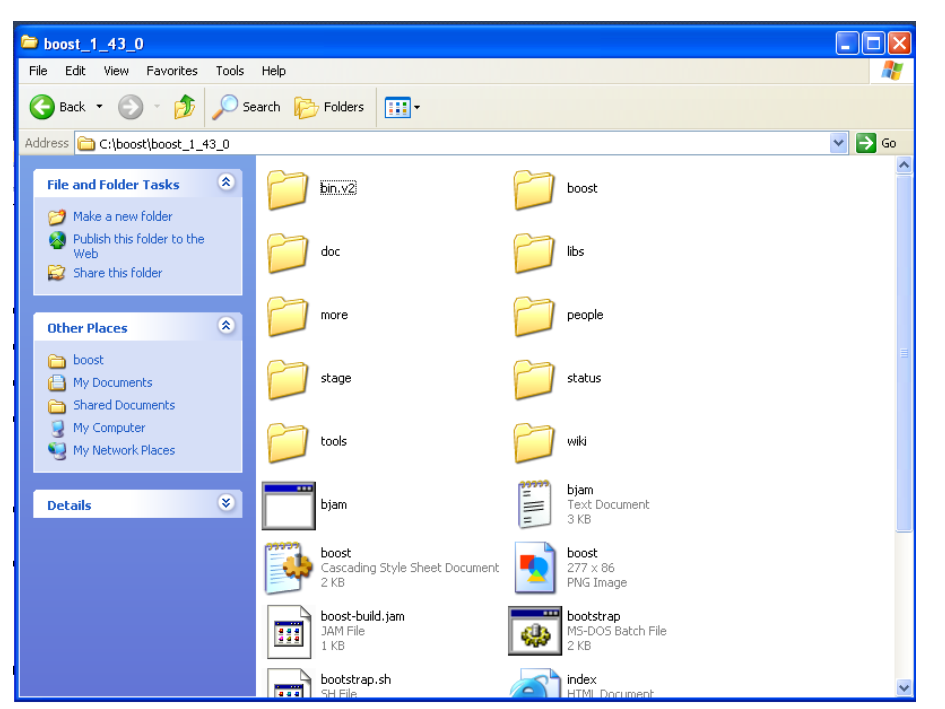 boost_1_43_0
File Edit View Favorites Tools Help
Back Search Folders
Address C:\boost\boost_1_43_0 Go
File and Folder Tasks
Make a new folder
Publish this folder to the
Web
Share this folder
Other Places
boost
My Documents
Shared Documents
My Computer
My Network Places
Details
bin.v2 boost
doc libs
more people
stage status
tools wiki
bjam
bjam
Text Document
3 KB
boost
Cascading Style Sheet Document
2 KB
boost
277 x 86
PNG Image
boost-build.jam
JAM File
1 KB
bootstrap
MS-DOS Batch File
2 KB
bootstrap.sh
SH File
index
HTML Document